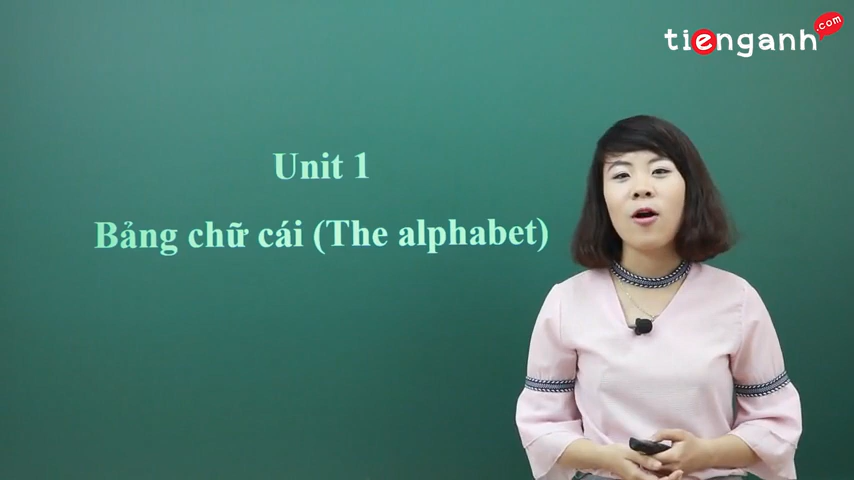 tienganh.com
Unit 1
Bảng chữ cái (The alphabet)